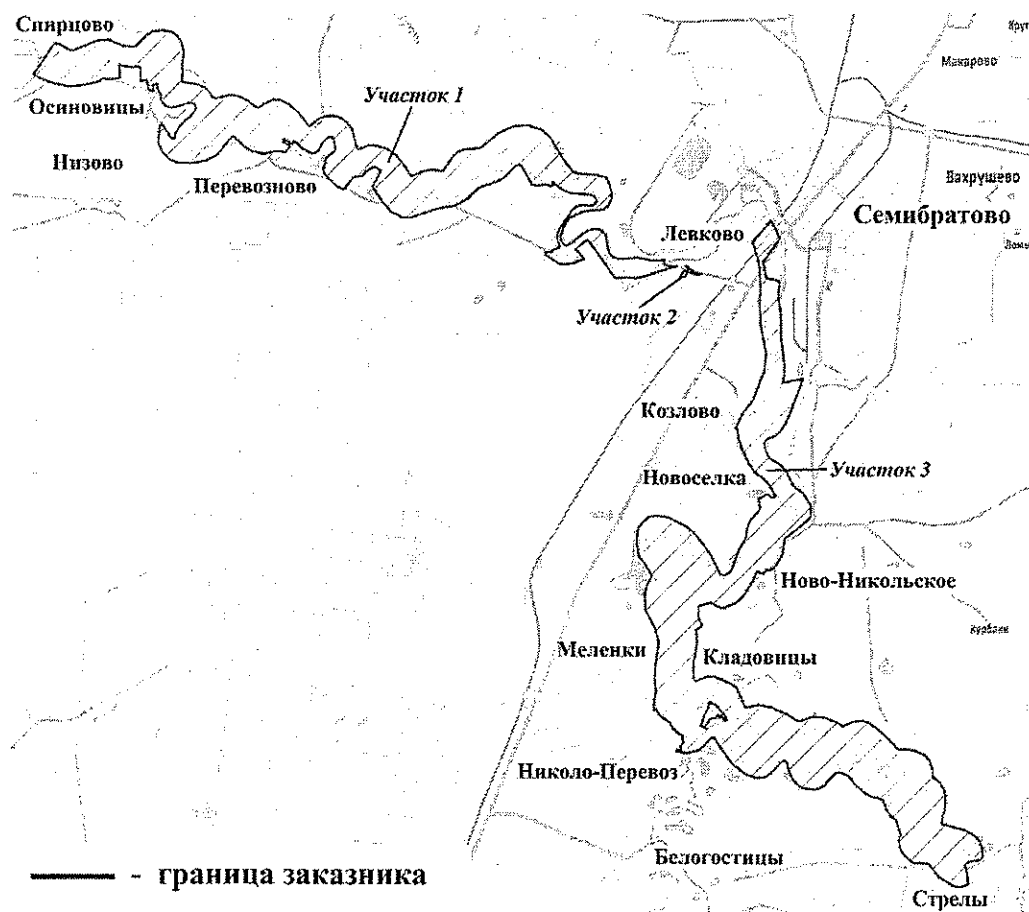 Спирцово
Крут
Макарово
Участок 1
Осиновицы
Низово
Перевозново
Вахрушево
Семибратово
Левково
Участок 2
Козлово
Новоселка
Участок 3
Ново-Никольское
Меленки
Кладовицы
Николо-Перевоз
Белогостицы
- граница заказника
Стрелы